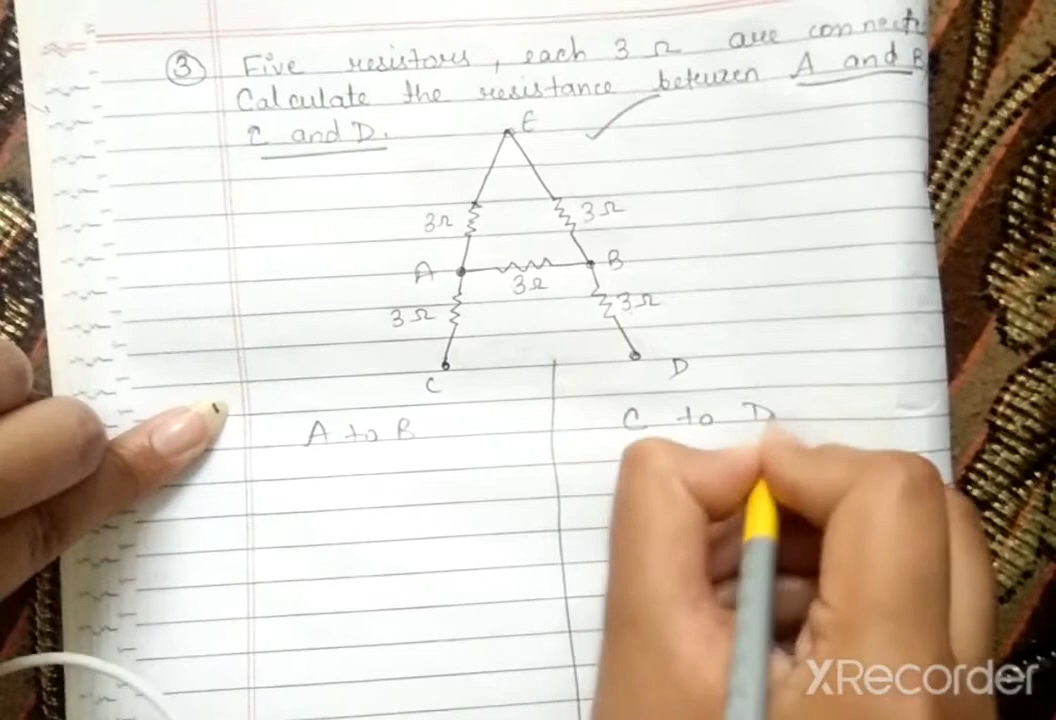 ③ Five resistors, each 3 Ω are connect
Calculate the resistance between A and B
C and D.
E
3Ω 3Ω
A B
3Ω
3Ω 3Ω
C D
A to B C to D
XRecorder